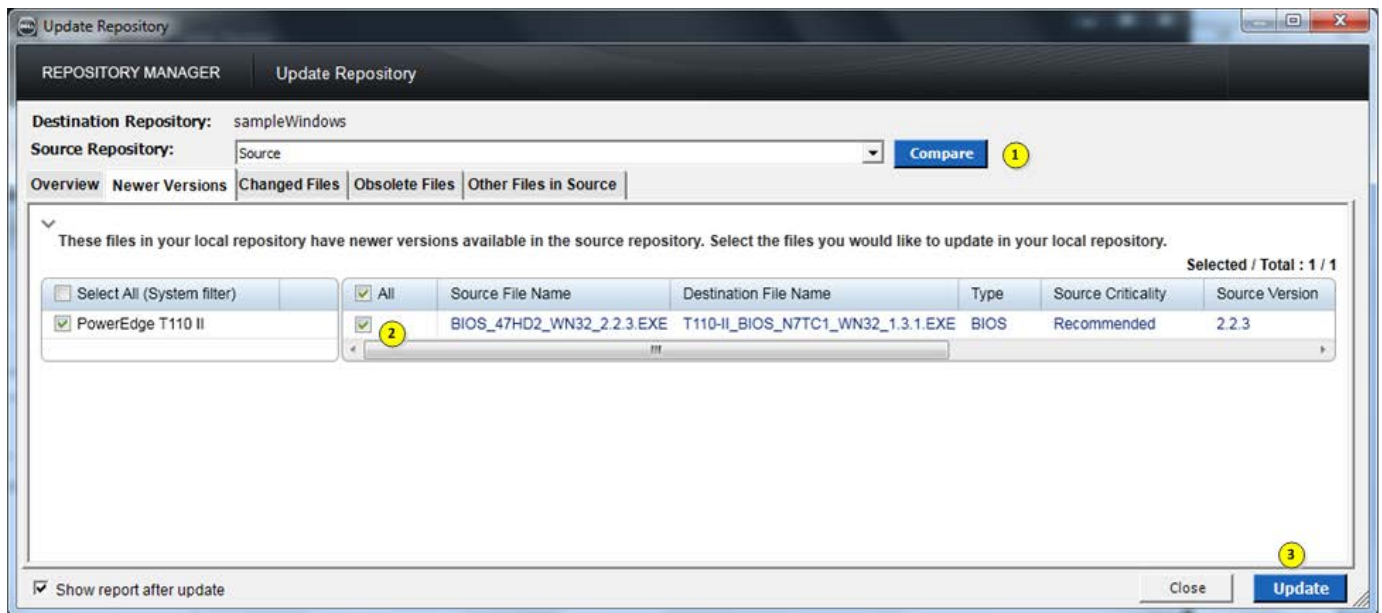 Update Repository
REPOSITORY MANAGER Update Repository
Destination Repository: sampleWindows
Source Repository: Source Compare 1
Overview Newer Versions Changed Files Obsolete Files Other Files in Source
These files in your local repository have newer versions available in the source repository. Select the files you would like to update in your local repository.
Selected / Total : 1 / 1
Select All (System filter) All Source File Name Destination File Name Type Source Criticality Source Version
PowerEdge T110 II 2 BIOS_47HD2_WN32_2.2.3.EXE T110-II_BIOS_N7TC1_WN32_1.3.1.EXE BIOS Recommended 2.2.3
3
Show report after update Close Update